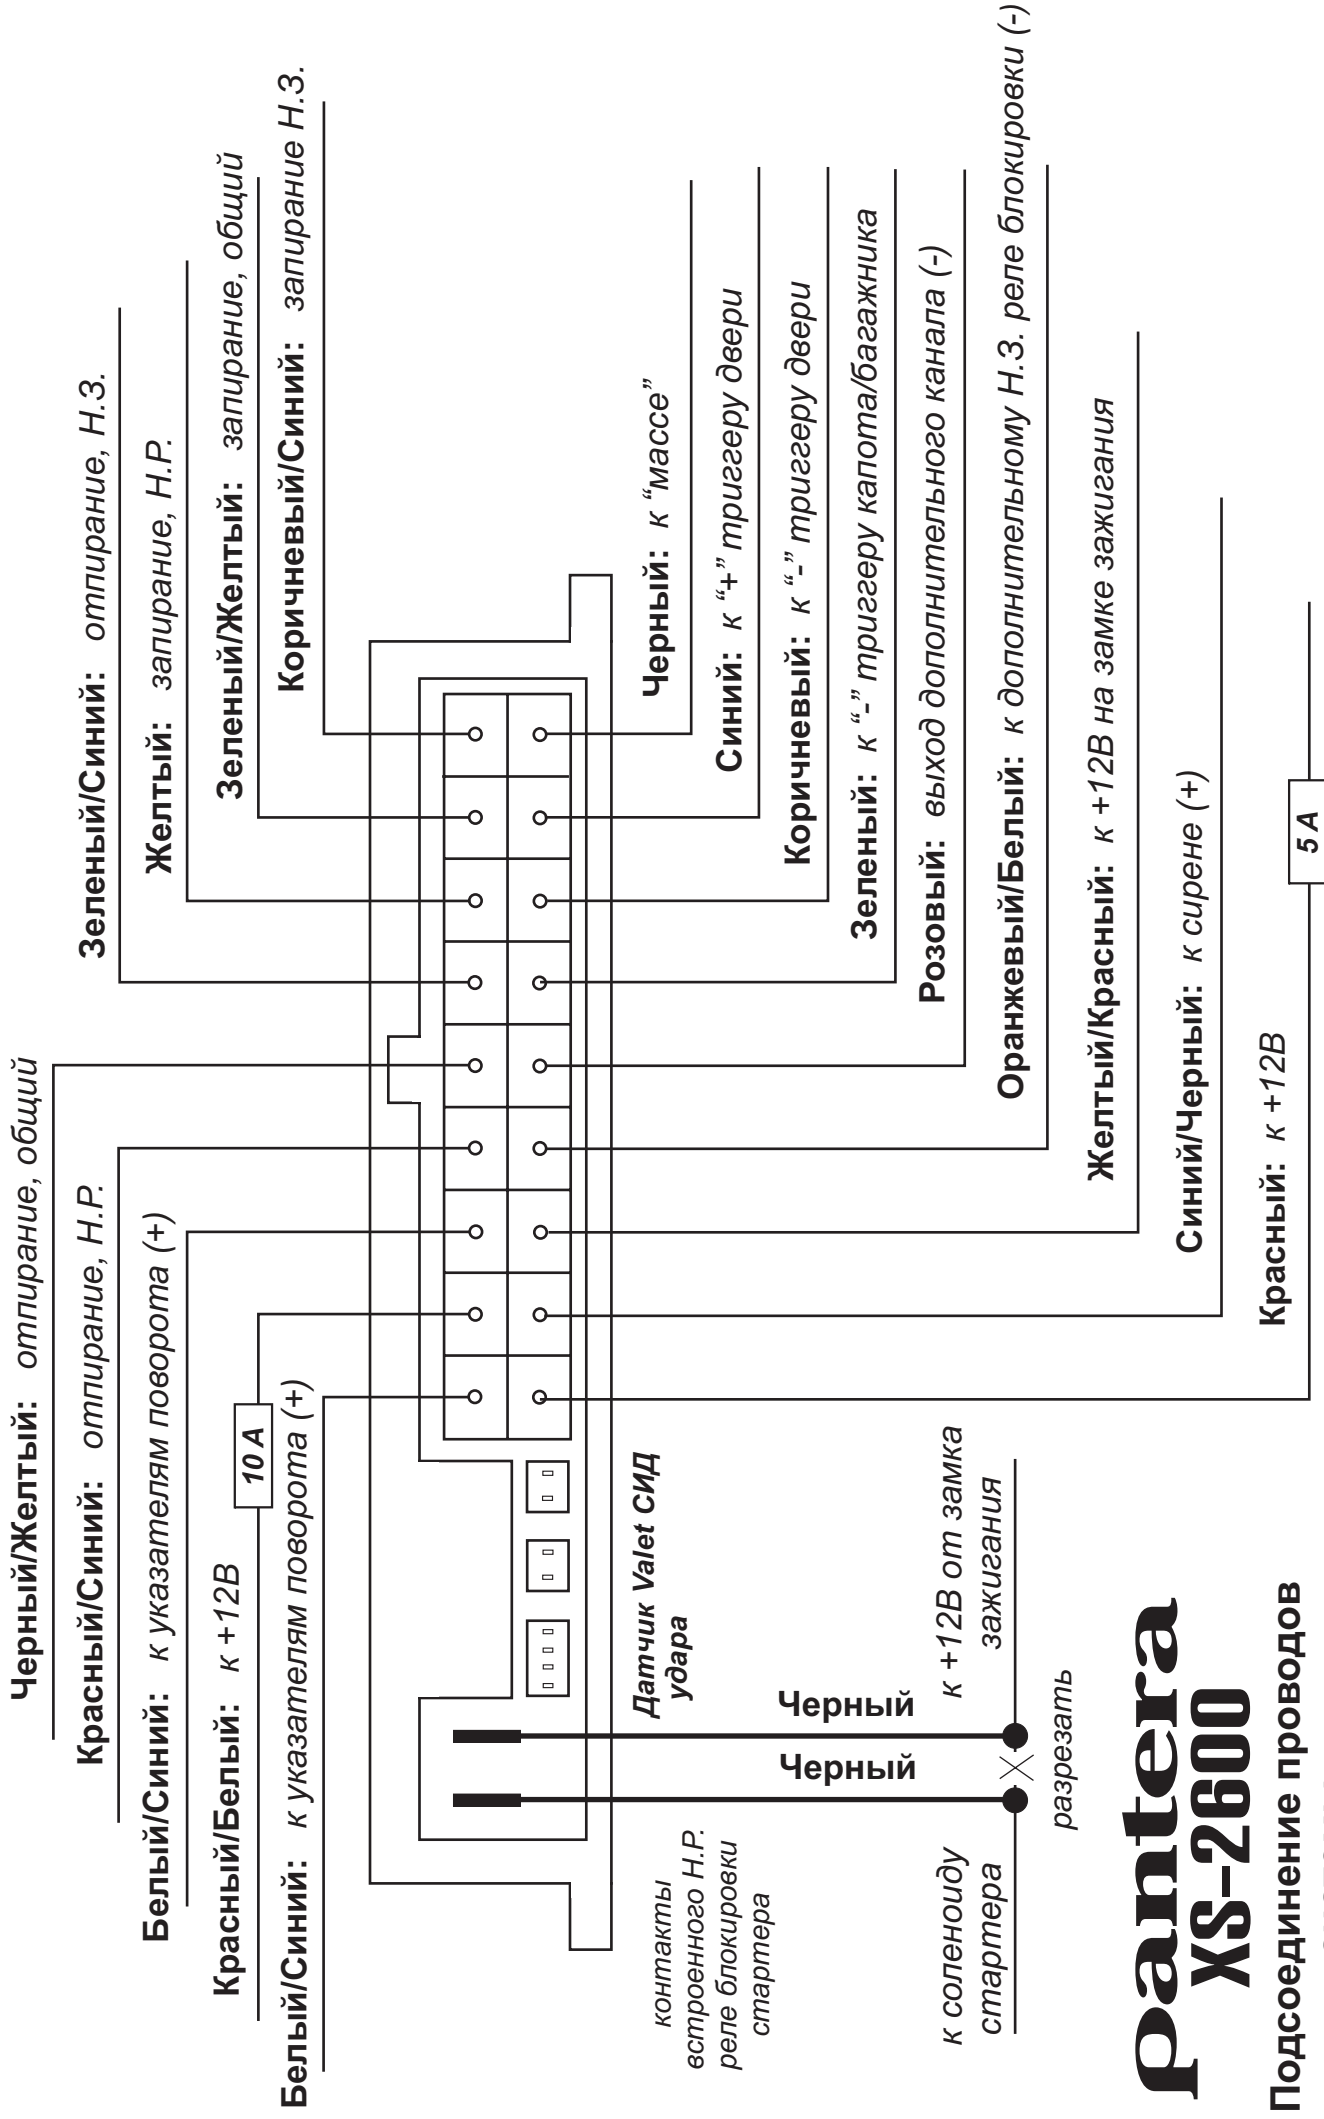 Черный/Желтый: отпирание, общий
Красный/Синий: отпирание, Н.Р.
Белый/Синий: к указателям поворота (+)
Красный/Белый: к +12В
10 А
Белый/Синий: к указателям поворота (+)
Зеленый/Синий: отпирание, Н.З.
Желтый: запирание, Н.Р.
Зеленый/Желтый: запирание, общий
Коричневый/Синий: запирание Н.З.
Датчик Valet СИД
удара
контакты
встроенного Н.Р.
реле блокировки
стартера
Черный
Черный
к соленоиду
стартера
к +12В от замка
зажигания
разрезать
Черный: к “массе”
Синий: к “+” триггеру двери
Коричневый: к “-” триггеру двери
Зеленый: к “-” триггеру капота/багажника
Розовый: выход дополнительного канала (-)
Оранжевый/Белый: к дополнительному Н.З. реле блокировки (-)
Желтый/Красный: к +12В на замке зажигания
Синий/Черный: к сирене (+)
Красный: к +12В
5 А
Pantera
XS-2600
Подсоединение проводов